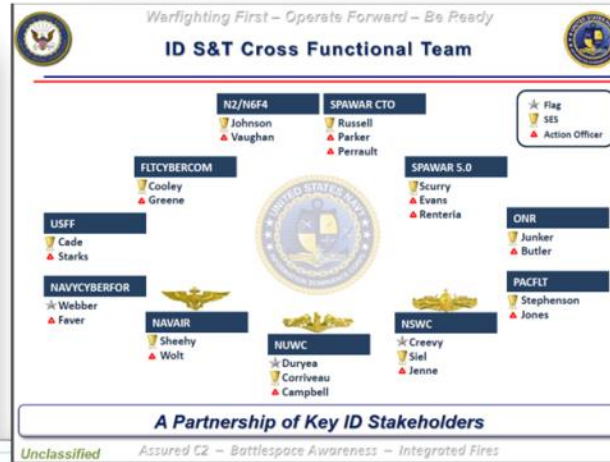 Warfighting First – Operate Forward – Be Ready
ID S&T Cross Functional Team
Flag
SES
Action Officer
N2/N6F4
Johnson
Vaughan
SPAWAR CTO
Russell
Parker
Perrault
FLTCYBERCOM
Cooley
Greene
SPAWAR 5.0
Scurry
Evans
Renteria
USFF
Cade
Starks
ONR
Junker
Butler
NAVYCYBERFOR
Webber
Faver
NAVAIR
Sheehy
Wolt
NUWC
Duryea
Corriveau
Campbell
NSWC
Creevy
Siel
Jenne
PACFLT
Stephenson
Jones
UNITED STATES NAVY
A Partnership of Key ID Stakeholders
Unclassified
Assured C2 – Battlespace Awareness – Integrated Fires